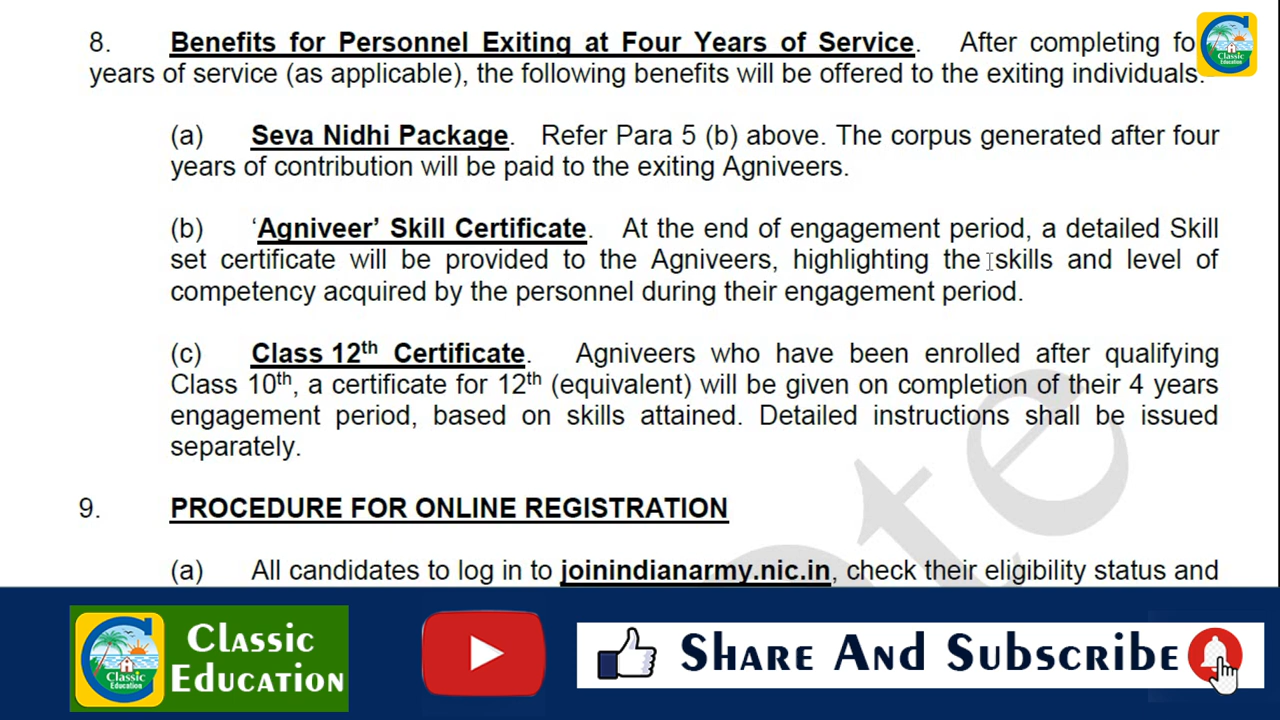 8. Benefits for Personnel Exiting at Four Years of Service. After completing fo
years of service (as applicable), the following benefits will be offered to the exiting individuals.
(a) Seva Nidhi Package. Refer Para 5 (b) above. The corpus generated after four
years of contribution will be paid to the exiting Agniveers.
(b) ‘Agniveer’ Skill Certificate. At the end of engagement period, a detailed Skill
set certificate will be provided to the Agniveers, highlighting the skills and level of
competency acquired by the personnel during their engagement period.
(c) Class 12th Certificate. Agniveers who have been enrolled after qualifying
Class 10th, a certificate for 12th (equivalent) will be given on completion of their 4 years
engagement period, based on skills attained. Detailed instructions shall be issued
separately.
9. PROCEDURE FOR ONLINE REGISTRATION
(a) All candidates to log in to joinindianarmy.nic.in, check their eligibility status and
Classic
Education
Classic
Education
Classic
Education
Share And Subscribe